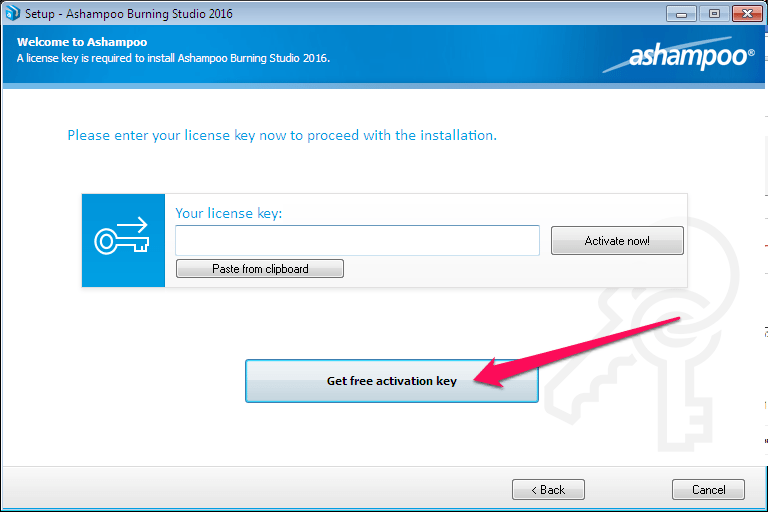 Setup - Ashampoo Burning Studio 2016
Welcome to Ashampoo
A license key is required to install Ashampoo Burning Studio 2016.
ashampoo®
Please enter your license key now to proceed with the installation.
Your license key:
Activate now!
Paste from clipboard
Get free activation key
< Back
Cancel